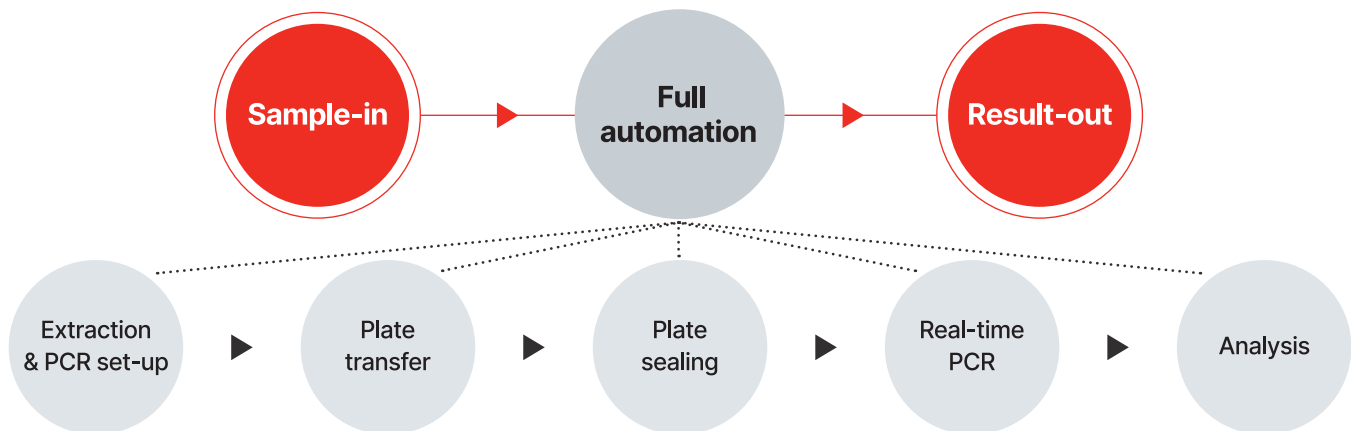 Sample-in
Full
automation
Result-out
Extraction
& PCR set-up
Plate
transfer
Plate
sealing
Real-time
PCR
Analysis